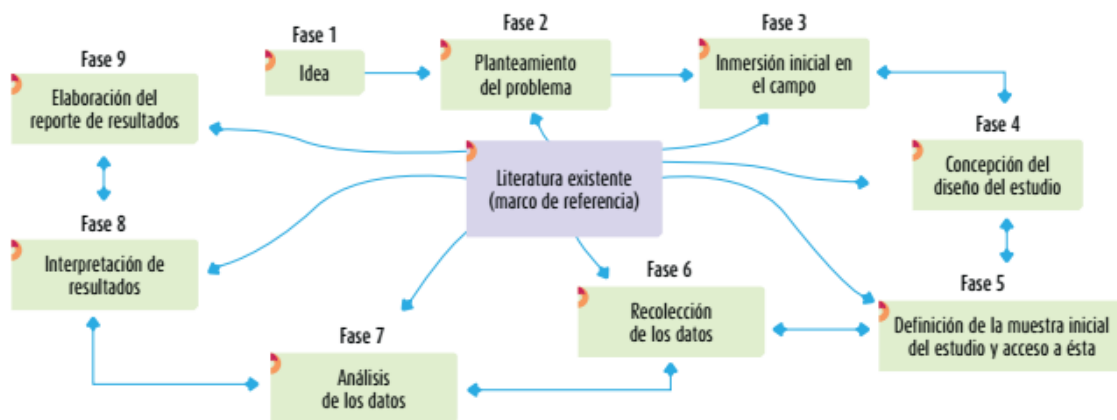 Fase 1
Idea
Fase 2
Planteamiento
del problema
Fase 3
Inmersión inicial en
el campo
Fase 4
Concepción del
diseño del estudio
Fase 5
Definición de la muestra inicial
del estudio y acceso a ésta
Fase 6
Recolección
de los datos
Fase 7
Análisis
de los datos
Fase 8
Interpretación de
resultados
Fase 9
Elaboración del
reporte de resultados
Literatura existente
(marco de referencia)